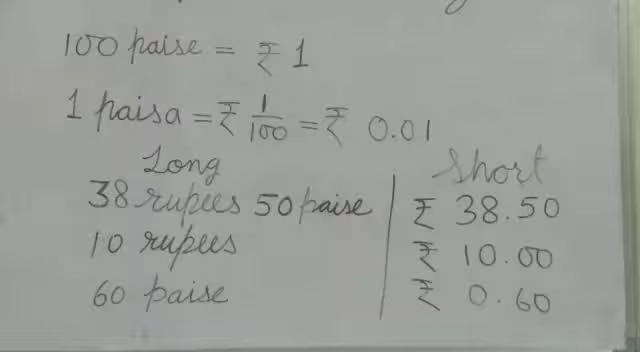 100 paise = ₹ 1
1 paisa = ₹ 1/100 = ₹ 0.01
Long Short
38 rupees 50 paise ₹ 38.50
10 rupees ₹ 10.00
60 paise ₹ 0.60